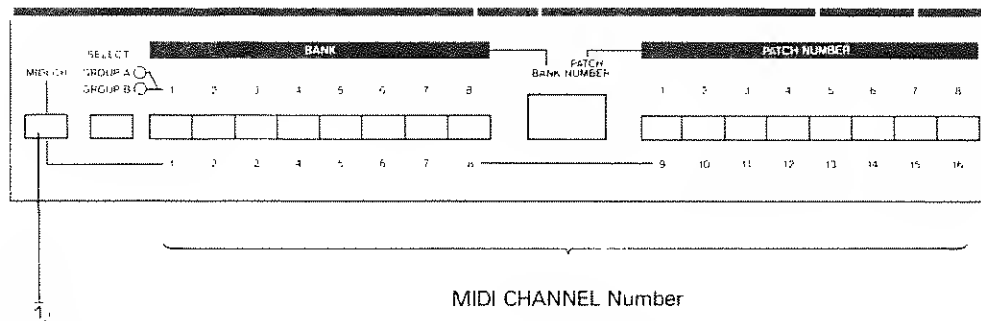 BANK
PATCH NUMBER
SELECT
MIDI CH
GROUP A
GROUP B
PATCH
BANK NUMBER
1 2 3 4 5 6 7 8
1 2 3 4 5 6 7 8
1 2 3 4 5 6 7 8
9 10 11 12 13 14 15 16
MIDI CHANNEL Number
1.